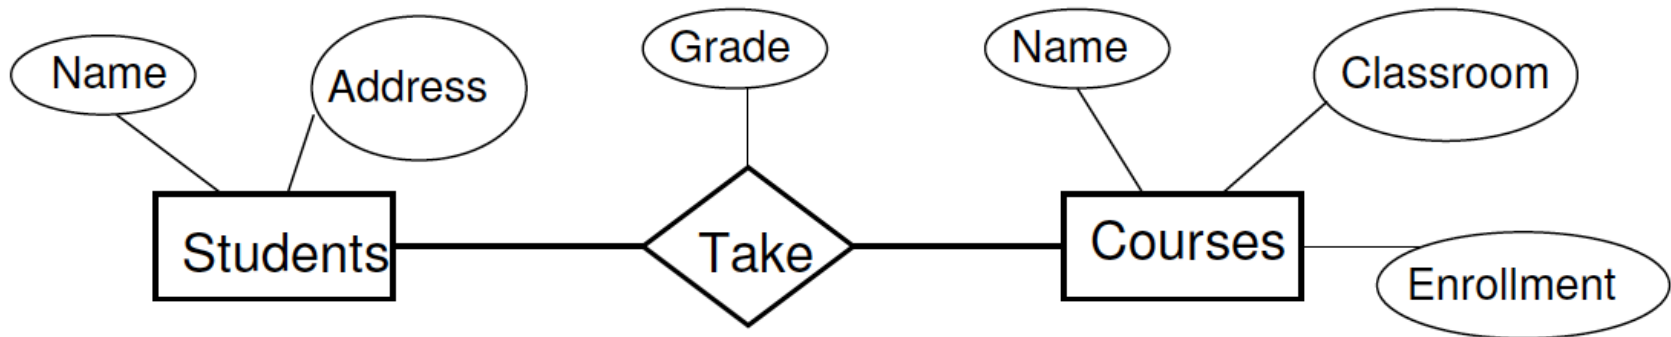 Name
Address
Grade
Name
Classroom
Students
Take
Courses
Enrollment